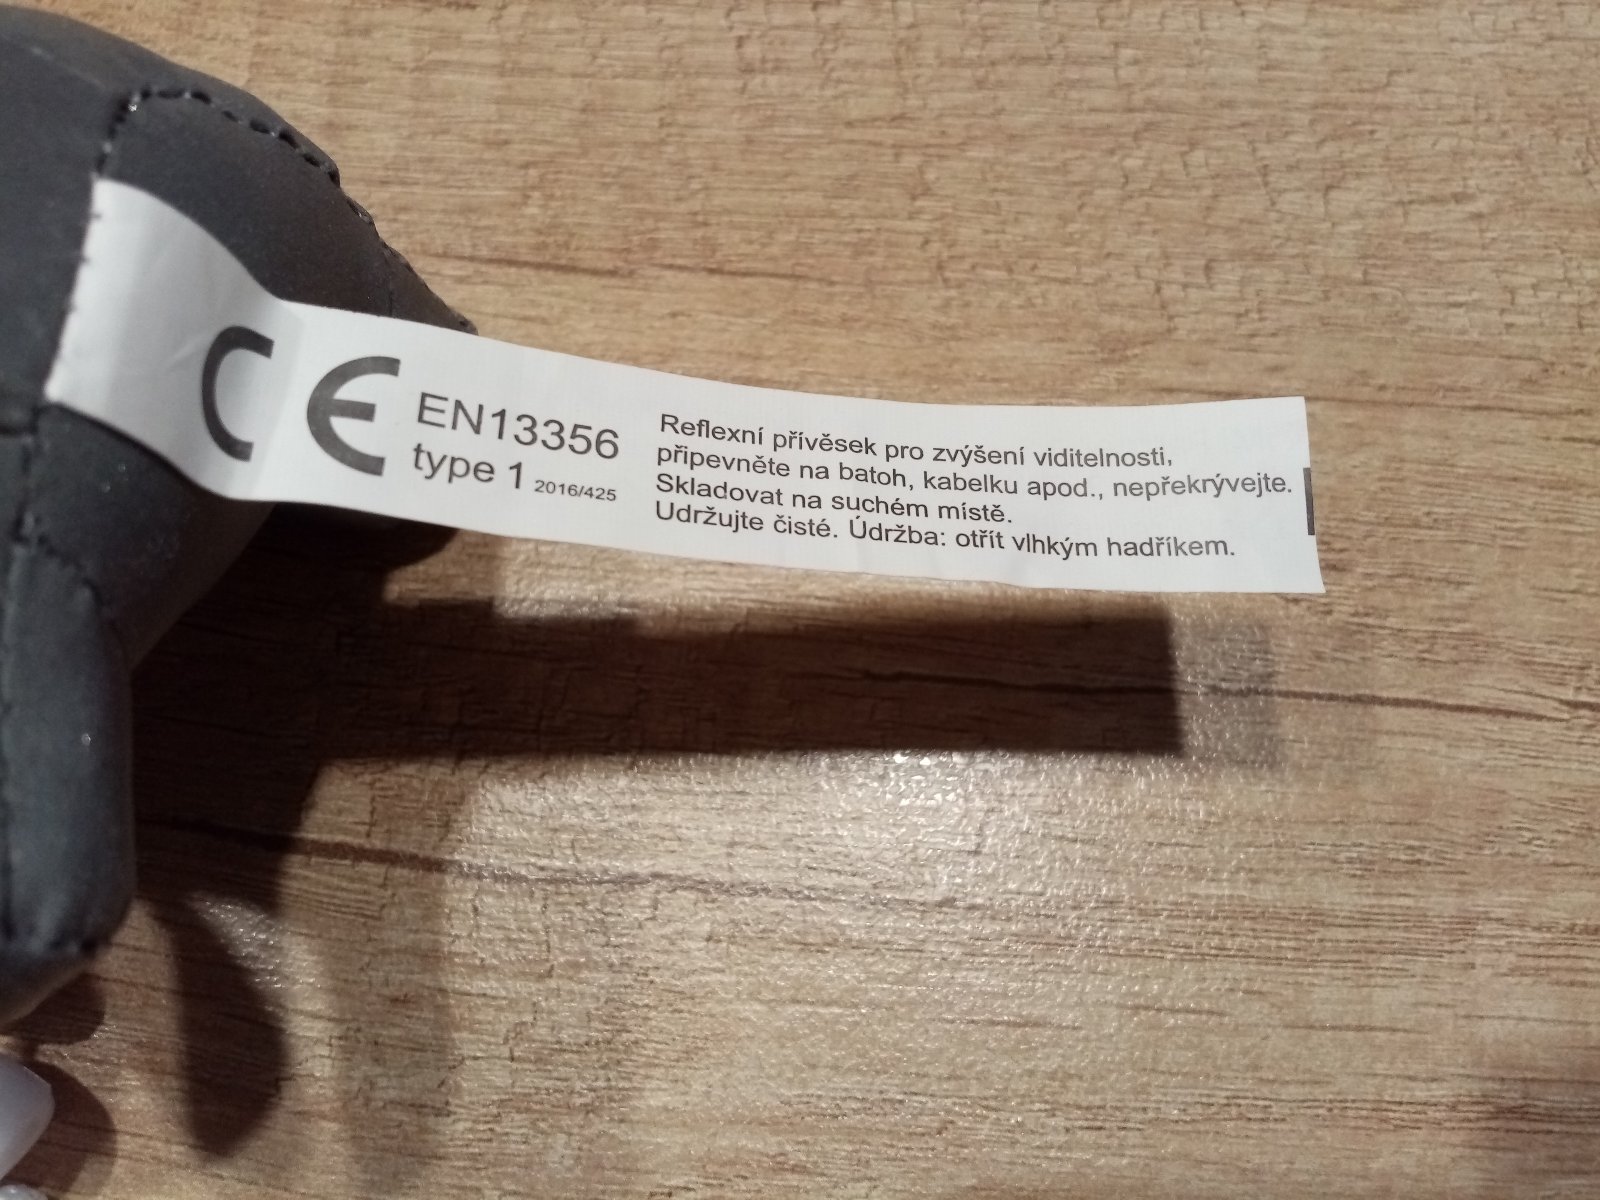 CE
EN13356
type 1 2016/425
Reflexní přívěsek pro zvýšení viditelnosti,
připevněte na batoh, kabelku apod., nepřekrývejte.
Skladovat na suchém místě.
Udržujte čisté. Údržba: otřít vlhkým hadříkem.